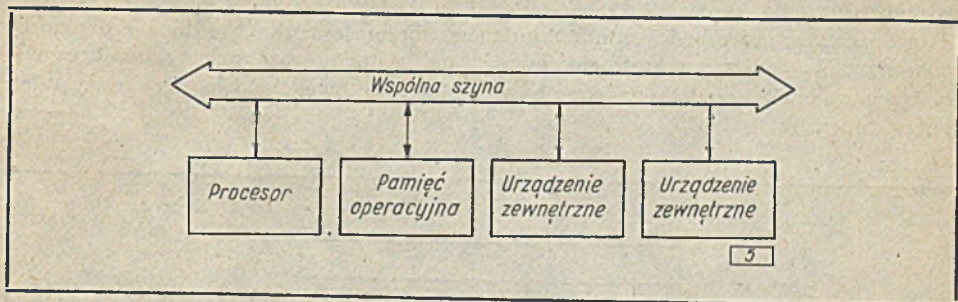 Wspólna szyna
Procesor
Pamięć
operacyjna
Urządzenie
zewnętrzne
Urządzenie
zewnętrzne
5